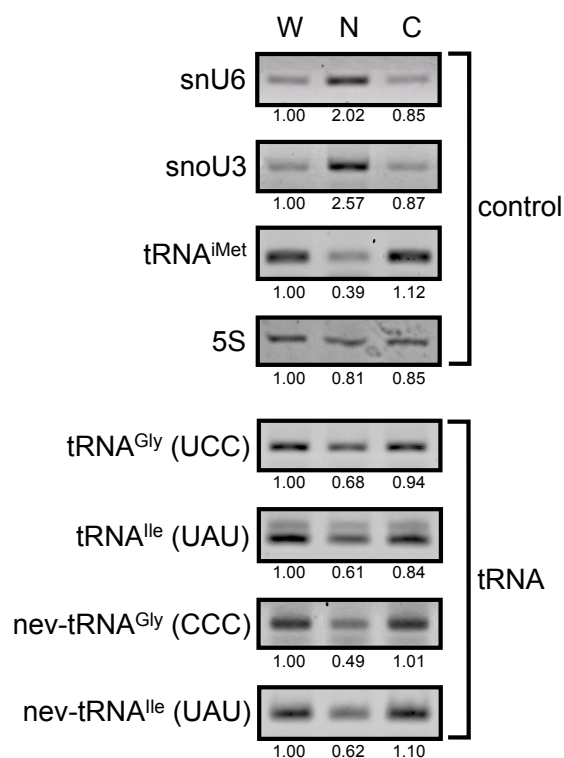 W N C
snU6
1.00 2.02 0.85
snoU3
1.00 2.57 0.87
control
tRNAiMet
1.00 0.39 1.12
5S
1.00 0.81 0.85
tRNAGly (UCC)
1.00 0.68 0.94
tRNAIle (UAU)
1.00 0.61 0.84
tRNA
nev-tRNAGly (CCC)
1.00 0.49 1.01
nev-tRNAIle (UAU)
1.00 0.62 1.10